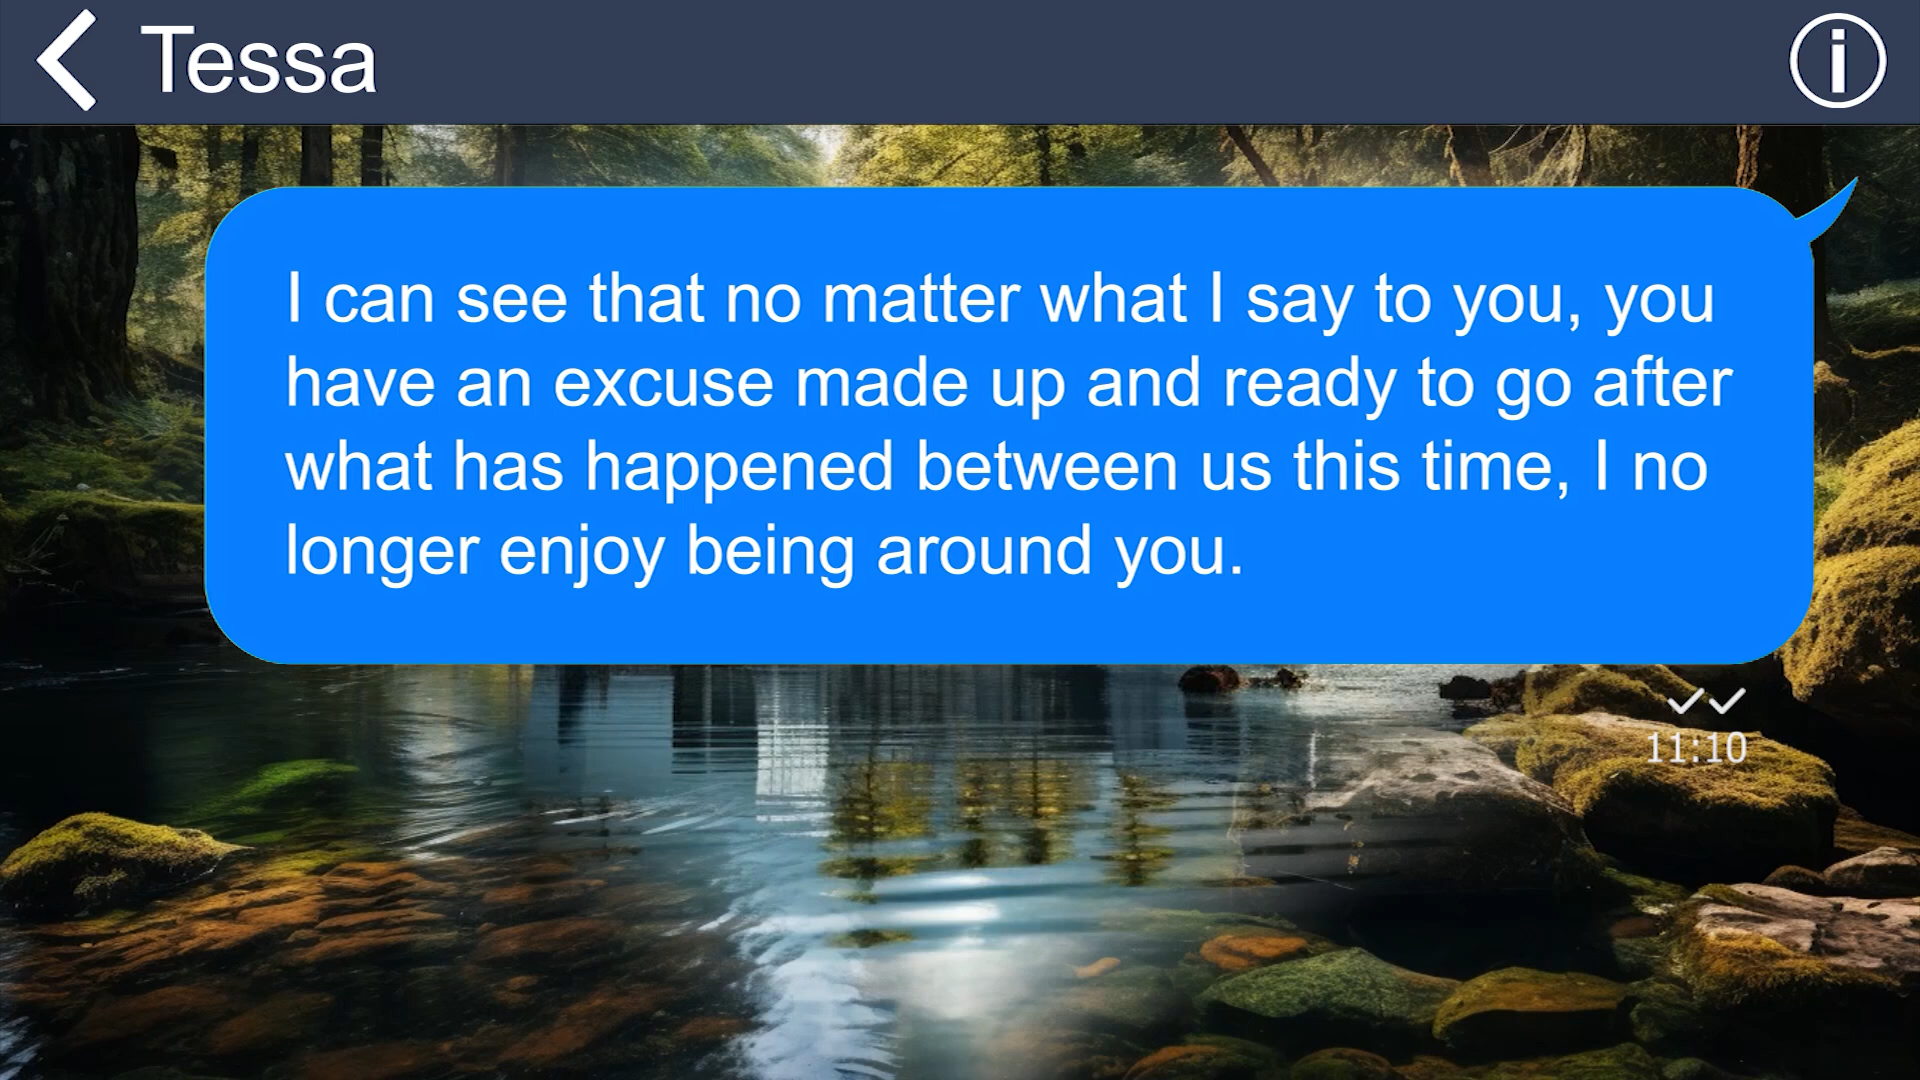 Tessa
I can see that no matter what I say to you, you
have an excuse made up and ready to go after
what has happened between us this time, I no
longer enjoy being around you.
11:10